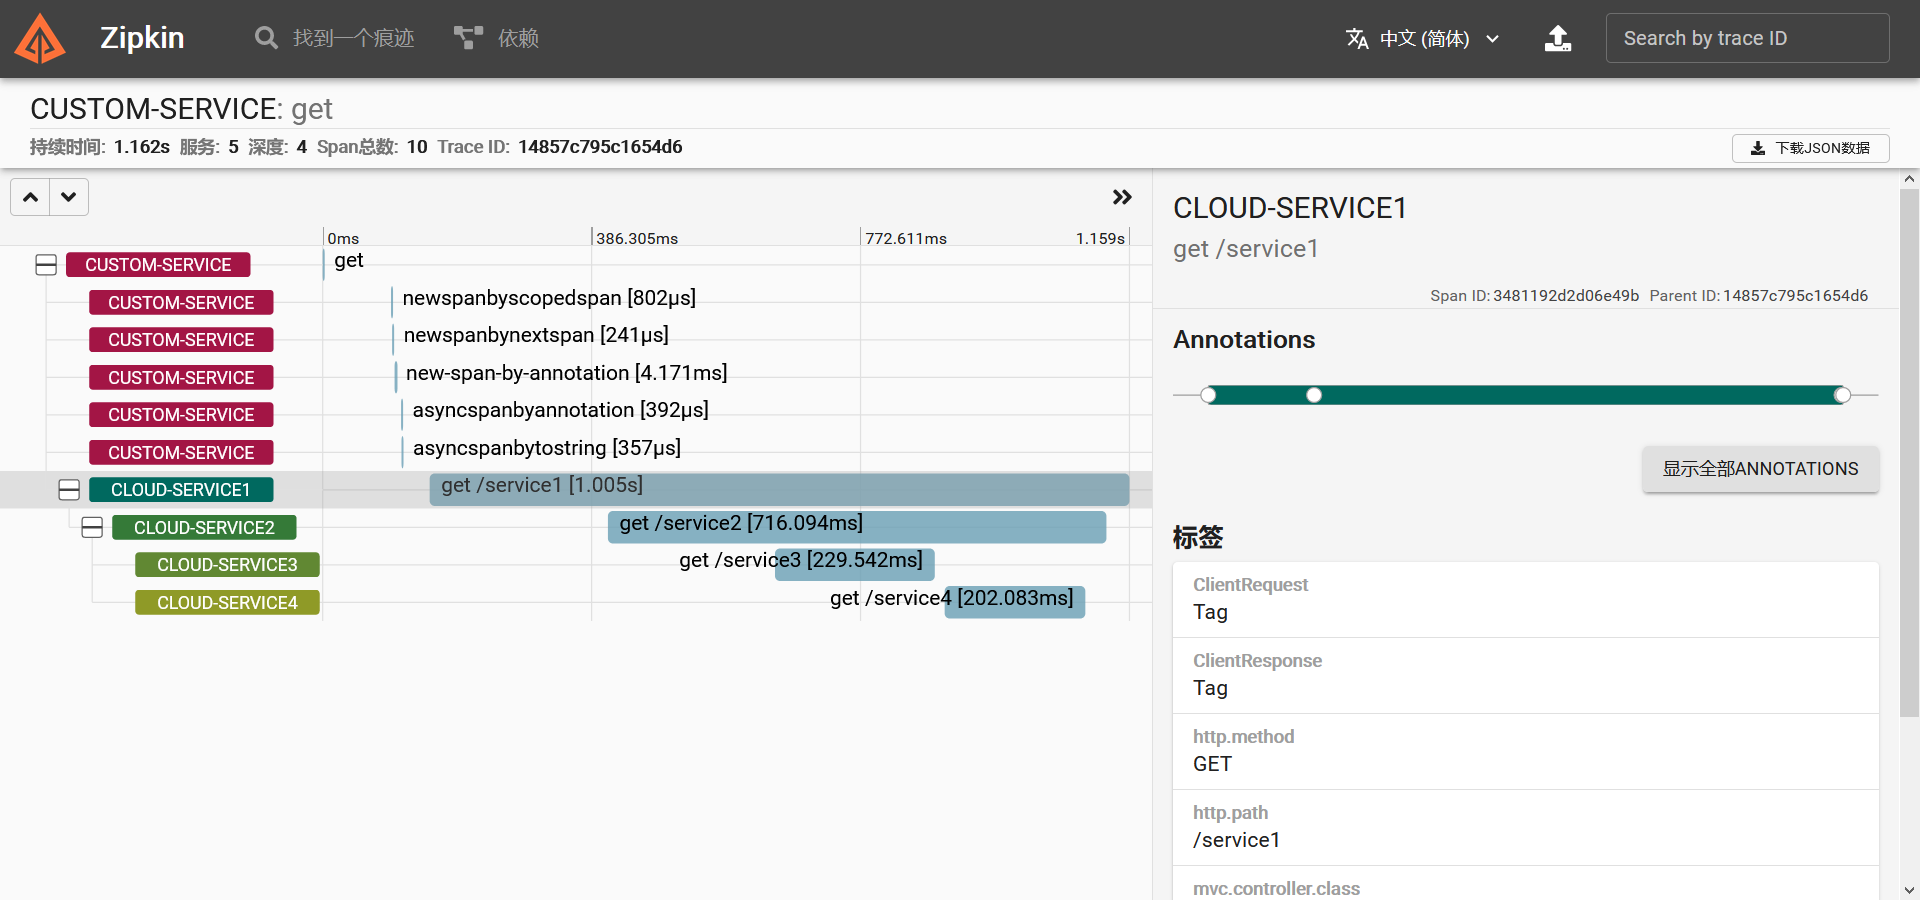 Zipkin
找到一个痕迹
依赖
中文 (简体)
Search by trace ID
CUSTOM-SERVICE: get
持续时间: 1.162s 服务: 5 深度: 4 Span总数: 10 Trace ID: 14857c795c1654d6
下载JSON数据
0ms 386.305ms 772.611ms 1.159s
CUSTOM-SERVICE get
CUSTOM-SERVICE newspanbyscopedspan [802μs]
CUSTOM-SERVICE newspanbynextspan [241μs]
CUSTOM-SERVICE new-span-by-annotation [4.171ms]
CUSTOM-SERVICE asyncspanbyannotation [392μs]
CUSTOM-SERVICE asyncspanbytostring [357μs]
CLOUD-SERVICE1 get /service1 [1.005s]
CLOUD-SERVICE2 get /service2 [716.094ms]
CLOUD-SERVICE3 get /service3 [229.542ms]
CLOUD-SERVICE4 get /service4 [202.083ms]
CLOUD-SERVICE1
get /service1
Span ID: 3481192d2d06e49b Parent ID: 14857c795c1654d6
Annotations
显示全部ANNOTATIONS
标签
ClientRequest
Tag
ClientResponse
Tag
http.method
GET
http.path
/service1
mvc.controller.class